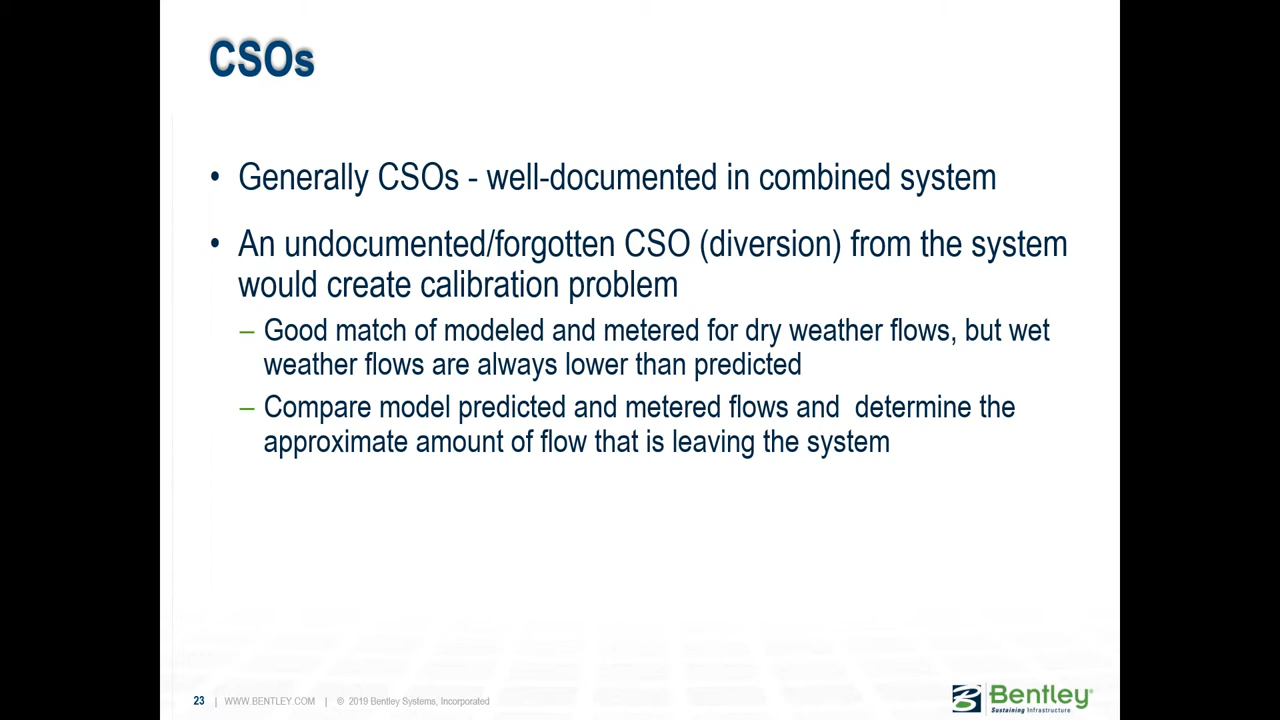 CSOs
• Generally CSOs - well-documented in combined system
• An undocumented/forgotten CSO (diversion) from the system
would create calibration problem
– Good match of modeled and metered for dry weather flows, but wet
weather flows are always lower than predicted
– Compare model predicted and metered flows and  determine the
approximate amount of flow that is leaving the system
23 | WWW.BENTLEY.COM | © 2019 Bentley Systems, Incorporated
Bentley®
Sustaining Infrastructure